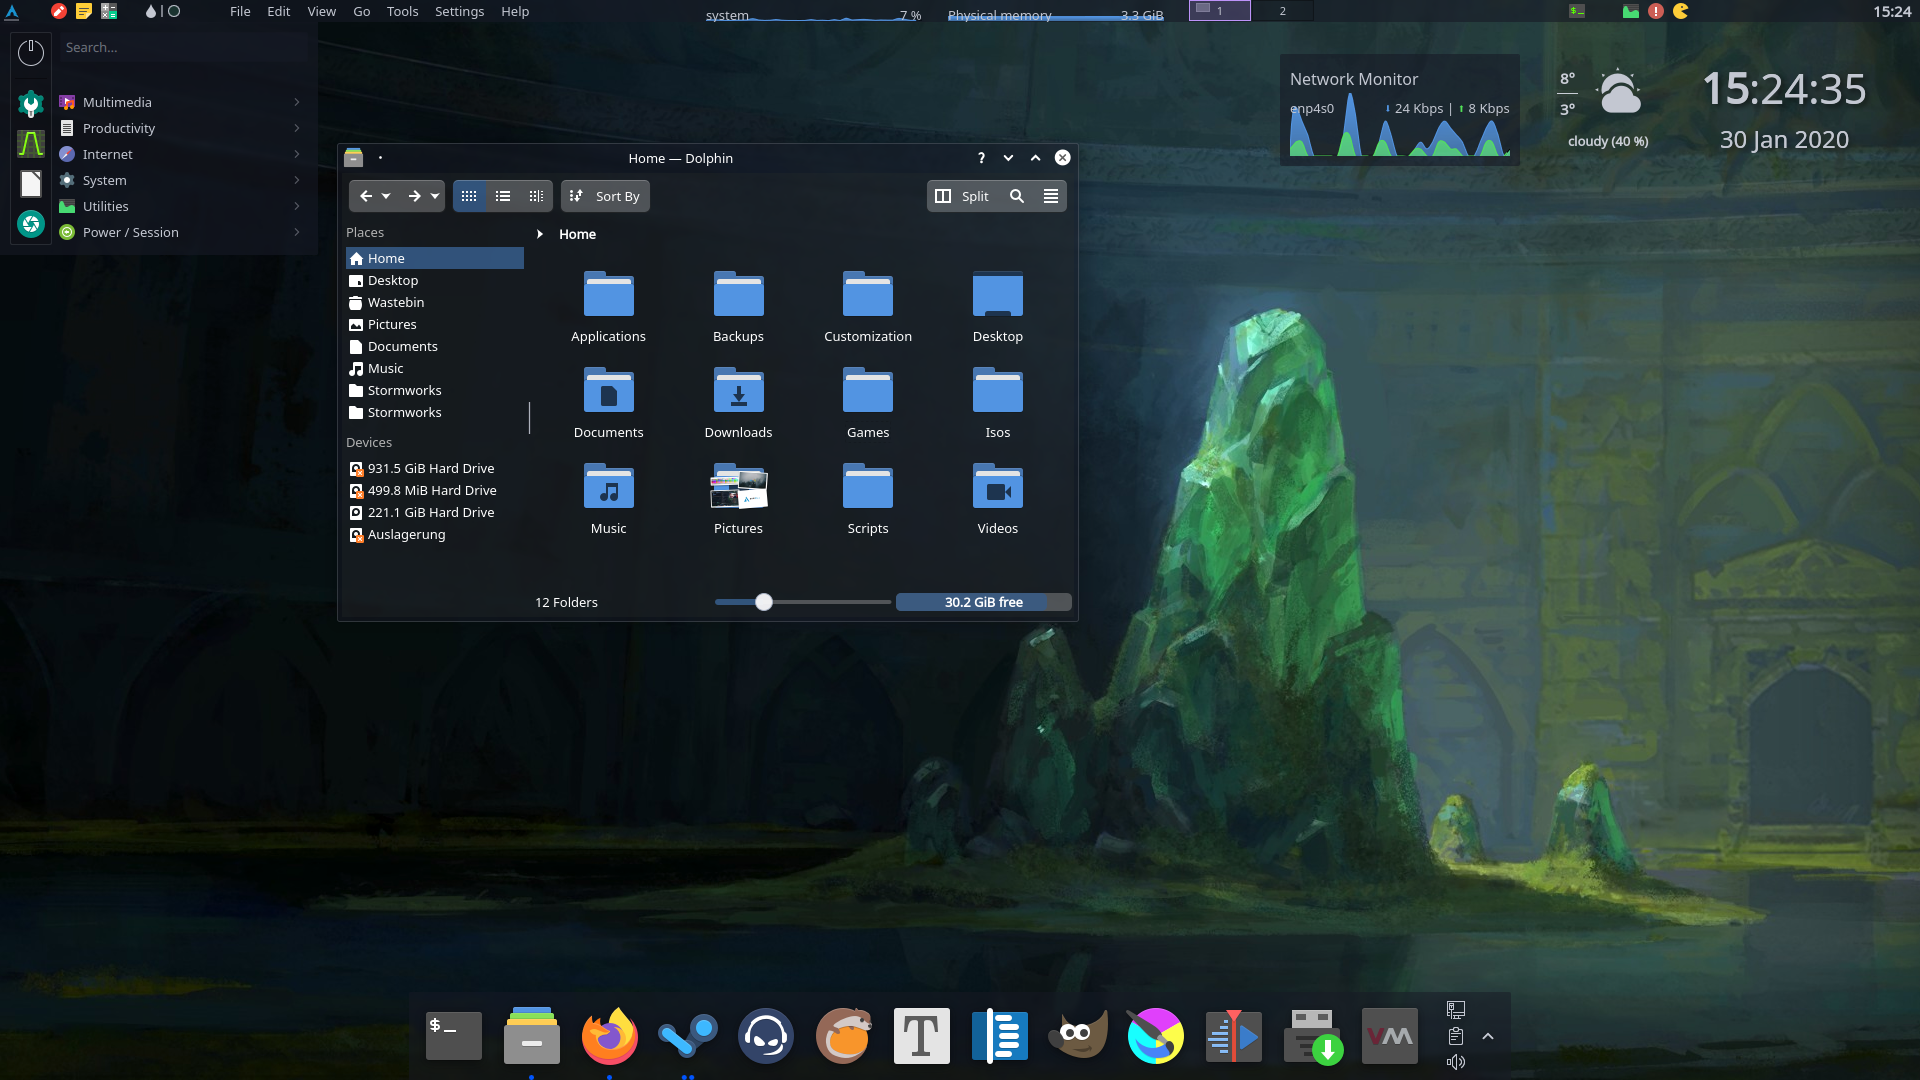 File Edit View Go Tools Settings Help
system 7 % Physical memory 3.3 GiB 1 2
15:24
Search...
Multimedia
Productivity
Internet
System
Utilities
Power / Session
Network Monitor
enp4s0 24 Kbps | 8 Kbps
8°
3°
cloudy (40 %)
15:24:35
30 Jan 2020
Home — Dolphin
?
Sort By
Split
Places
Home
Home
Desktop
Wastebin
Pictures
Documents
Music
Stormworks
Stormworks
Devices
931.5 GiB Hard Drive
499.8 MiB Hard Drive
221.1 GiB Hard Drive
Auslagerung
Applications Backups Customization Desktop
Documents Downloads Games Isos
Music Pictures Scripts Videos
12 Folders
30.2 GiB free
$_
T
VM